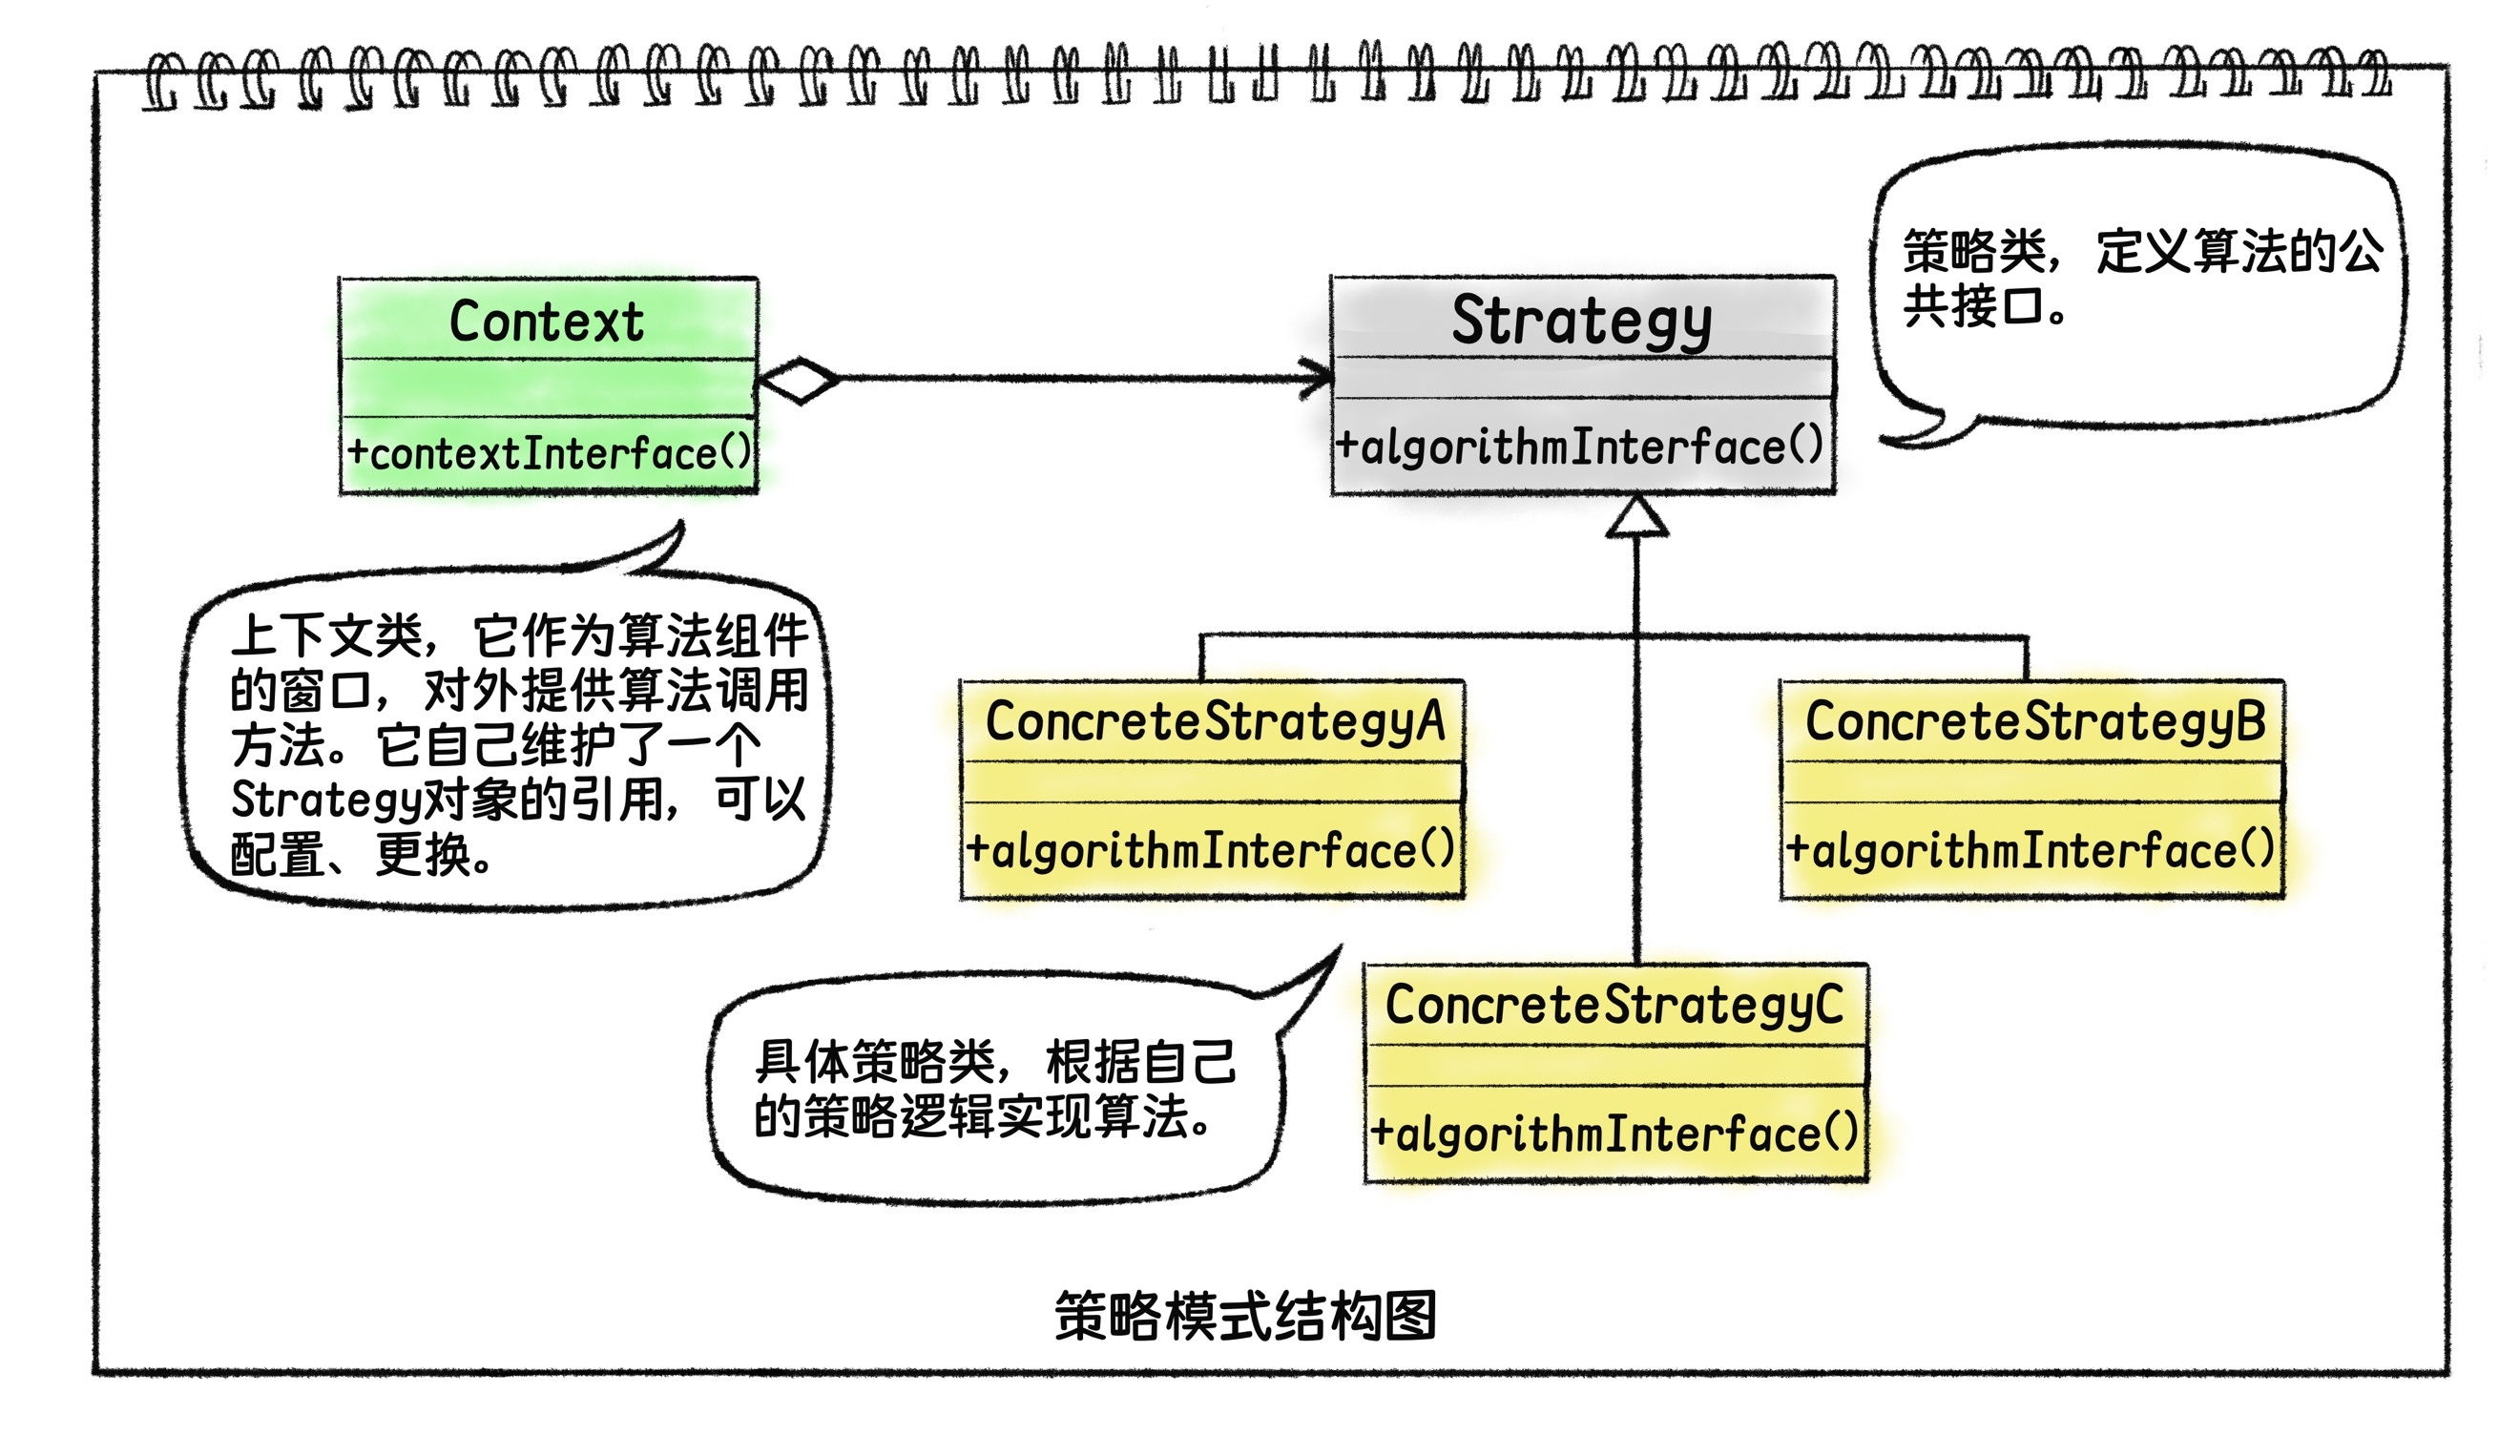 Context
+contextInterface()
Strategy
+algorithmInterface()
策略类，定义算法的公
共接口。
上下文类，它作为算法组件
的窗口，对外提供算法调用
方法。它自己维护了一个
Strategy对象的引用，可以
配置、更换。
ConcreteStrategyA
+algorithmInterface()
ConcreteStrategyB
+algorithmInterface()
具体策略类，根据自己
的策略逻辑实现算法。
ConcreteStrategyC
+algorithmInterface()
策略模式结构图